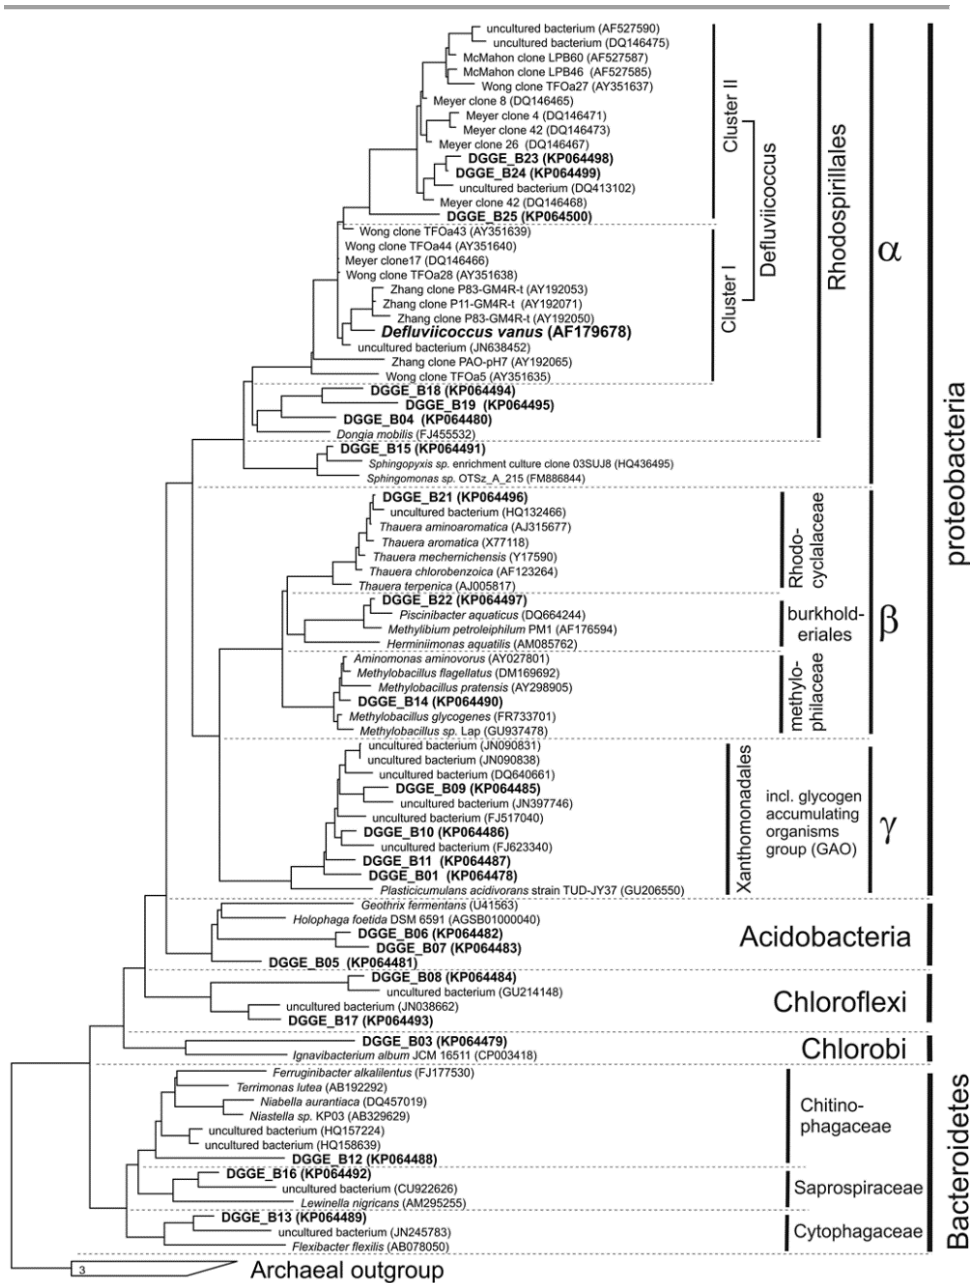 uncultured bacterium (AF527590)
uncultured bacterium (DQ146475)
McMahon clone LPB60 (AF527587)
McMahon clone LPB46 (AF527585)
Wong clone TFOa27 (AY351637)
Meyer clone 8 (DQ146465)
Meyer clone 4 (DQ146471)
Meyer clone 42 (DQ146473)
Meyer clone 26 (DQ146467)
DGGE_B23 (KP064498)
DGGE_B24 (KP064499)
uncultured bacterium (DQ413102)
Meyer clone 42 (DQ146468)
DGGE_B25 (KP064500)
Cluster II
Wong clone TFOa43 (AY351639)
Wong clone TFOa44 (AY351640)
Meyer clone17 (DQ146466)
Wong clone TFOa28 (AY351638)
Zhang clone P83-GM4R-t (AY192053)
Zhang clone P11-GM4R-t (AY192071)
Zhang clone P83-GM4R-t (AY192050)
Defluviicoccus vanus (AF179678)
uncultured bacterium (JN638452)
Zhang clone PAO-pH7 (AY192065)
Wong clone TFOa5 (AY351635)
Cluster I
Defluviicoccus
DGGE_B18 (KP064494)
DGGE_B19 (KP064495)
DGGE_B04 (KP064480)
Dongia mobilis (FJ455532)
Rhodospirillales
DGGE_B15 (KP064491)
Sphingopyxis sp. enrichment culture clone 03SUJ8 (HQ436495)
Sphingomonas sp. OTSz_A_215 (FM886844)
α
DGGE_B21 (KP064496)
uncultured bacterium (HQ132466)
Thauera aminoaromatica (AJ315677)
Thauera aromatica (X77118)
Thauera mechernichensis (Y17590)
Thauera chlorobenzoica (AF123264)
Thauera terpenica (AJ005817)
Rhodo-
cyclalaceae
DGGE_B22 (KP064497)
Piscinibacter aquaticus (DQ664244)
Methylibium petroleiphilum PM1 (AF176594)
Herminiimonas aquatilis (AM085762)
burkhold-
eriales
Aminomonas aminovorus (AY027801)
Methylobacillus flagellatus (DM169692)
Methylobacillus pratensis (AY298905)
DGGE_B14 (KP064490)
Methylobacillus glycogenes (FR733701)
Methylobacillus sp. Lap (GU937478)
methylo-
philaceae
β
uncultured bacterium (JN090831)
uncultured bacterium (JN090838)
uncultured bacterium (DQ640661)
DGGE_B09 (KP064485)
uncultured bacterium (JN397746)
uncultured bacterium (FJ517040)
DGGE_B10 (KP064486)
uncultured bacterium (FJ623340)
DGGE_B11 (KP064487)
DGGE_B01 (KP064478)
Plasticicumulans acidivorans strain TUD-JY37 (GU206550)
Xanthomonadales
incl. glycogen
accumulating
organisms
group (GAO)
γ
proteobacteria
Geothrix fermentans (U41563)
Holophaga foetida DSM 6591 (AGSB01000040)
DGGE_B06 (KP064482)
DGGE_B07 (KP064483)
DGGE_B05 (KP064481)
Acidobacteria
DGGE_B08 (KP064484)
uncultured bacterium (GU214148)
uncultured bacterium (JN038662)
DGGE_B17 (KP064493)
Chloroflexi
DGGE_B03 (KP064479)
Ignavibacterium album JCM 16511 (CP003418)
Chlorobi
Ferruginibacter alkalilentus (FJ177530)
Terrimonas lutea (AB192292)
Niabella aurantiaca (DQ457019)
Niastella sp. KP03 (AB329629)
uncultured bacterium (HQ157224)
uncultured bacterium (HQ158639)
DGGE_B12 (KP064488)
Chitino-
phagaceae
DGGE_B16 (KP064492)
uncultured bacterium (CU922626)
Lewinella nigricans (AM295255)
Saprospiraceae
DGGE_B13 (KP064489)
uncultured bacterium (JN245783)
Flexibacter flexilis (AB078050)
Cytophagaceae
Bacteroidetes
3
Archaeal outgroup